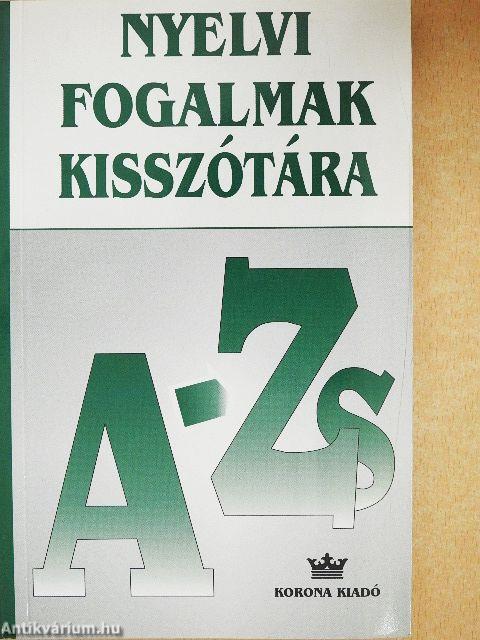 NYELVI
FOGALMAK
KISSZÓTÁRA
A-Zs
KORONA KIADÓ
Antikvárium.hu